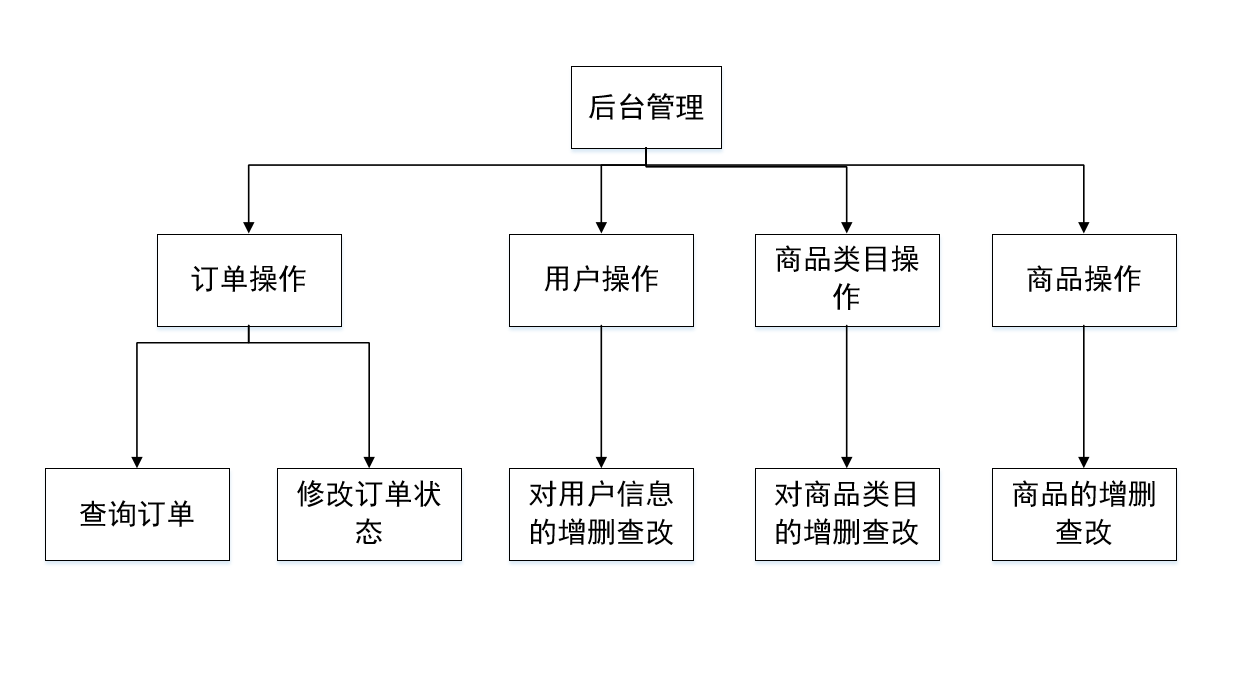 后台管理
订单操作
用户操作
商品类目操
作
商品操作
查询订单
修改订单状
态
对用户信息
的增删查改
对商品类目
的增删查改
商品的增删
查改